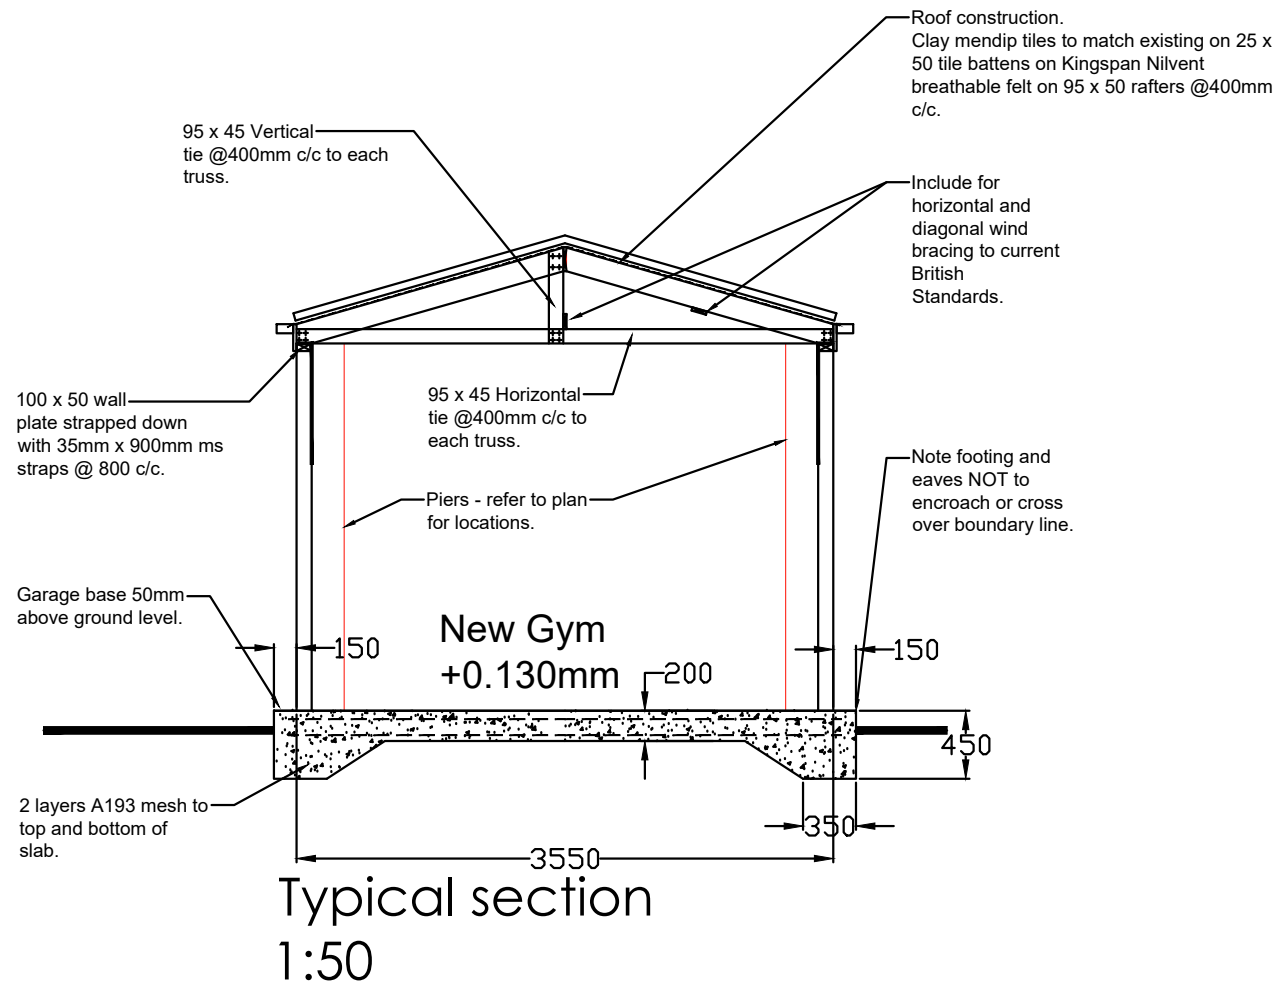 Roof construction.
Clay mendip tiles to match existing on 25 x
50 tile battens on Kingspan Nilvent
breathable felt on 95 x 50 rafters @400mm
c/c.
95 x 45 Vertical
tie @400mm c/c to each
truss.
Include for
horizontal and
diagonal wind
bracing to current
British
Standards.
100 x 50 wall
plate strapped down
with 35mm x 900mm ms
straps @ 800 c/c.
95 x 45 Horizontal
tie @400mm c/c to
each truss.
Note footing and
eaves NOT to
encroach or cross
over boundary line.
Piers - refer to plan
for locations.
Garage base 50mm
above ground level.
New Gym
+0.130mm
150
200
150
450
2 layers A193 mesh to
top and bottom of
slab.
350
3550
Typical section
1:50